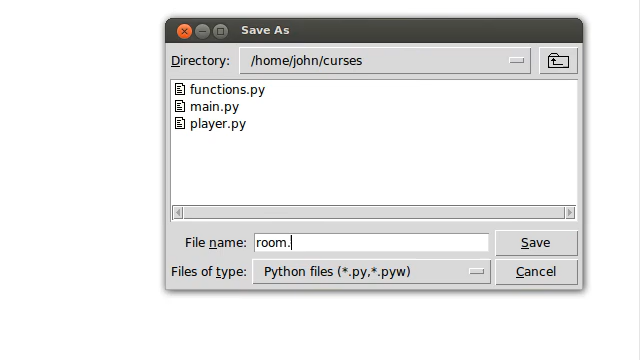 Save As
Directory: /home/john/curses
functions.py
main.py
player.py
File name: room. Save
Files of type: Python files (*.py,*.pyw) Cancel